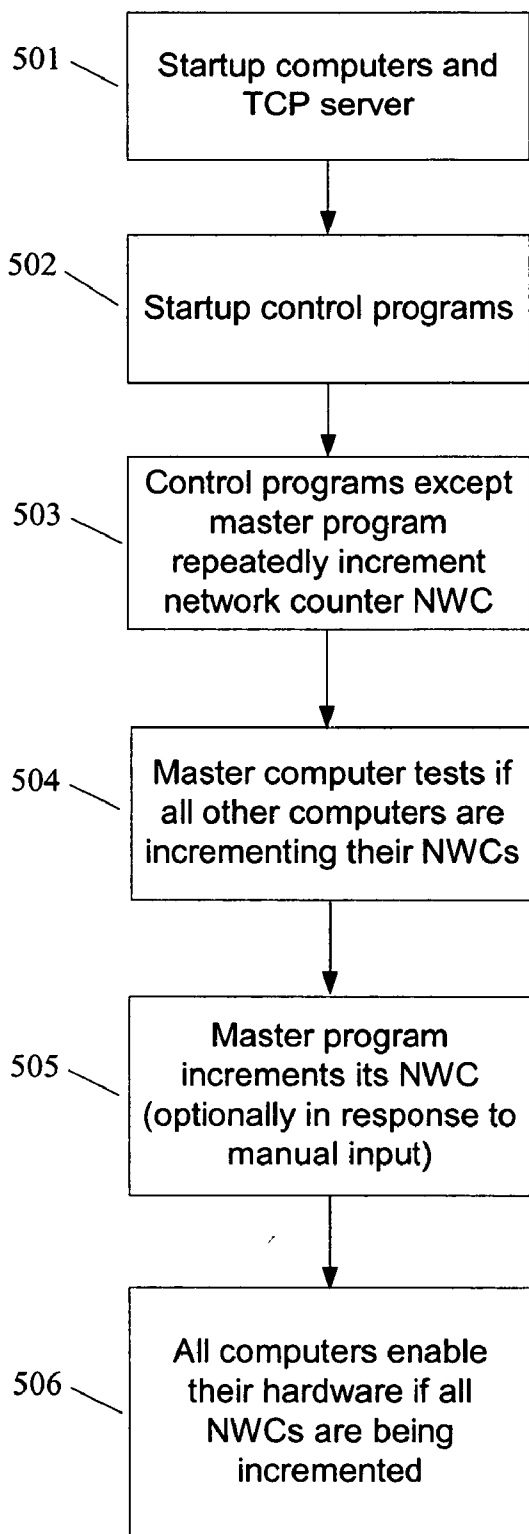 501
Startup computers and
TCP server
502
Startup control programs
503
Control programs except
master program
repeatedly increment
network counter NWC
504
Master computer tests if
all other computers are
incrementing their NWCs
505
Master program
increments its NWC
(optionally in response to
manual input)
506
All computers enable
their hardware if all
NWCs are being
incremented